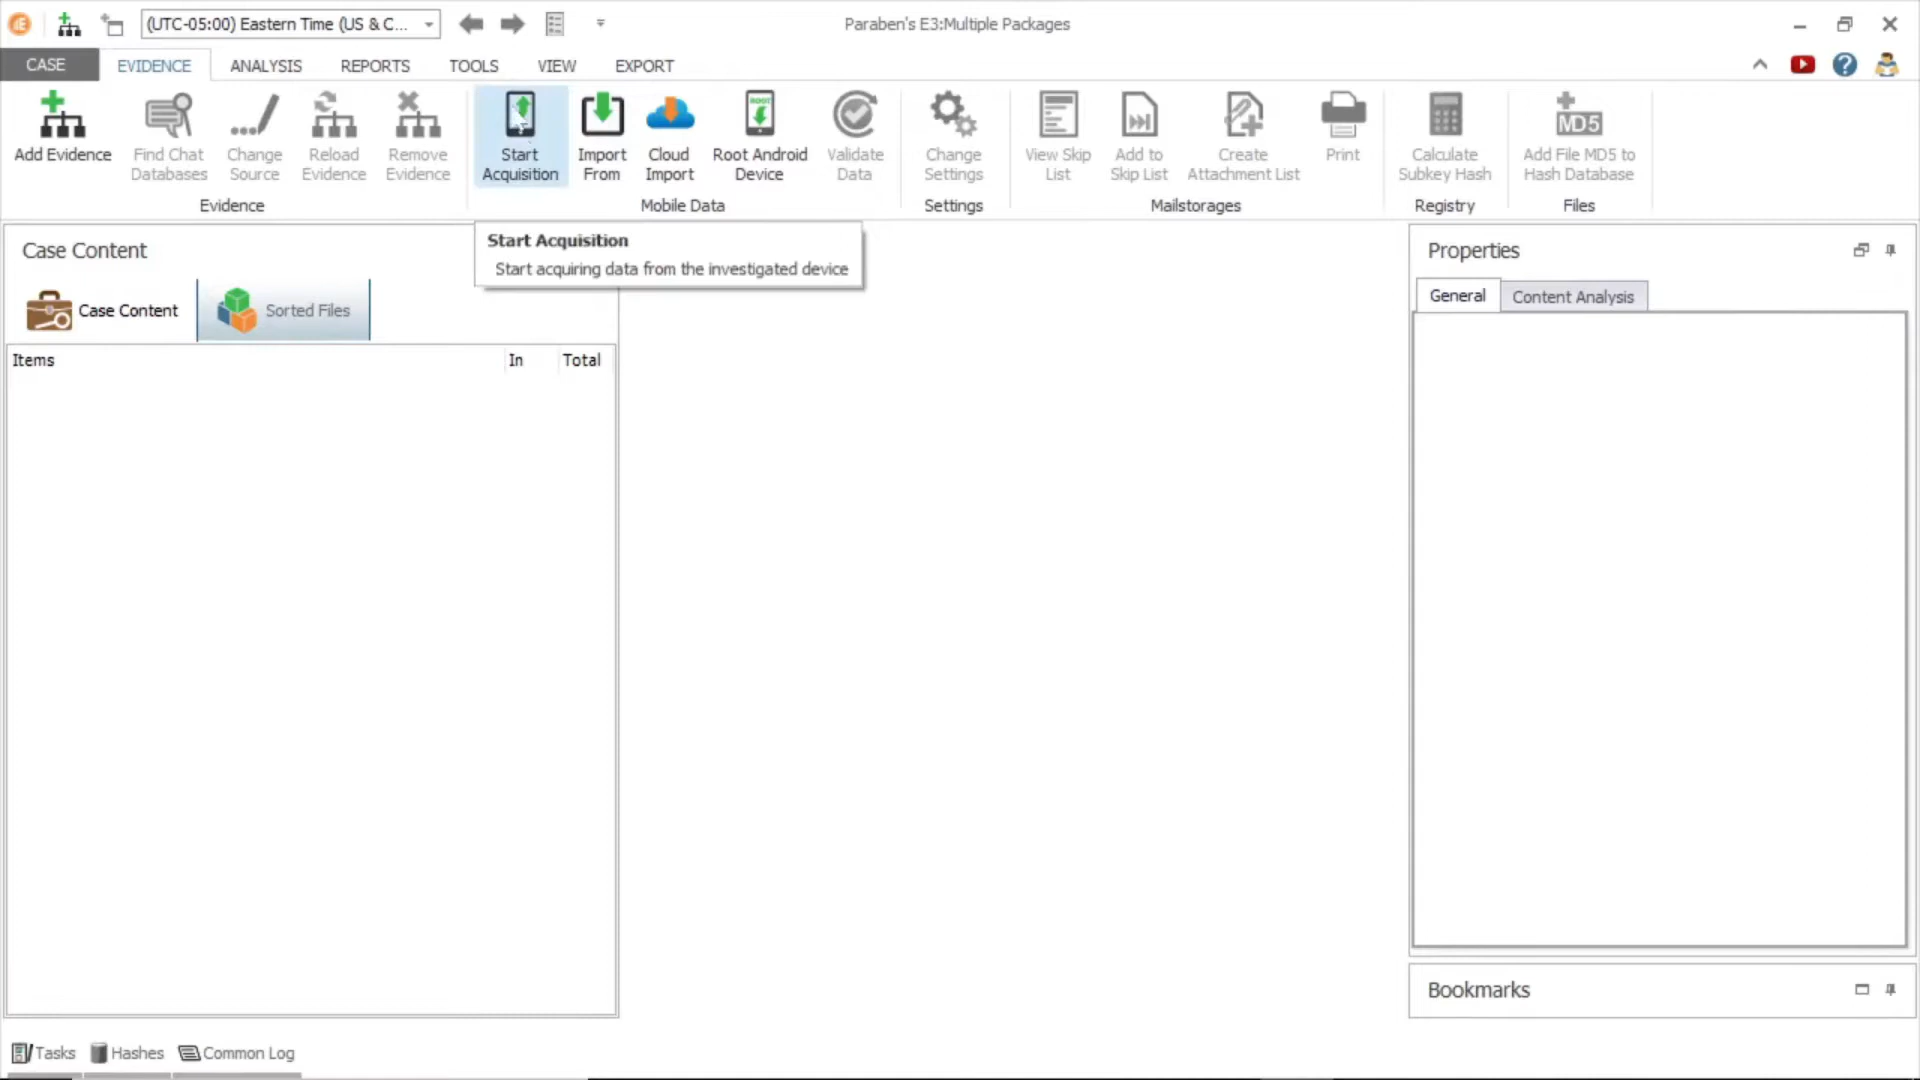 (UTC-05:00) Eastern Time (US & C...
Paraben's E3:Multiple Packages
CASE
EVIDENCE
ANALYSIS
REPORTS
TOOLS
VIEW
EXPORT
Add Evidence
Find Chat
Databases
Change
Source
Reload
Evidence
Remove
Evidence
Evidence
Start
Acquisition
Import
From
Cloud
Import
ROOT
Root Android
Device
Validate
Data
Mobile Data
Change
Settings
Settings
View Skip
List
Add to
Skip List
Create
Attachment List
Print
Mailstorages
Calculate
Subkey Hash
Registry
MD5
Add File MD5 to
Hash Database
Files
Start Acquisition
Start acquiring data from the investigated device
Case Content
Case Content
Sorted Files
Items
In
Total
Properties
General
Content Analysis
Bookmarks
Tasks
Hashes
Common Log